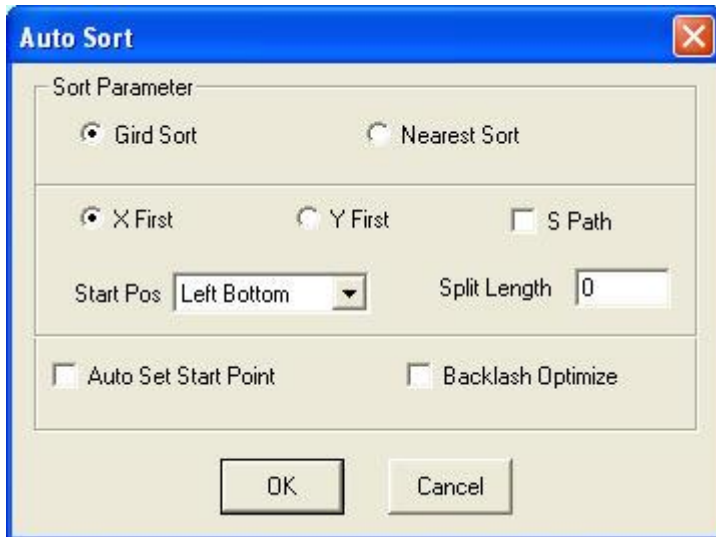 Auto Sort
Sort Parameter
Gird Sort Nearest Sort
X First Y First S Path
Start Pos Left Bottom Split Length 0
Auto Set Start Point Backlash Optimize
OK Cancel